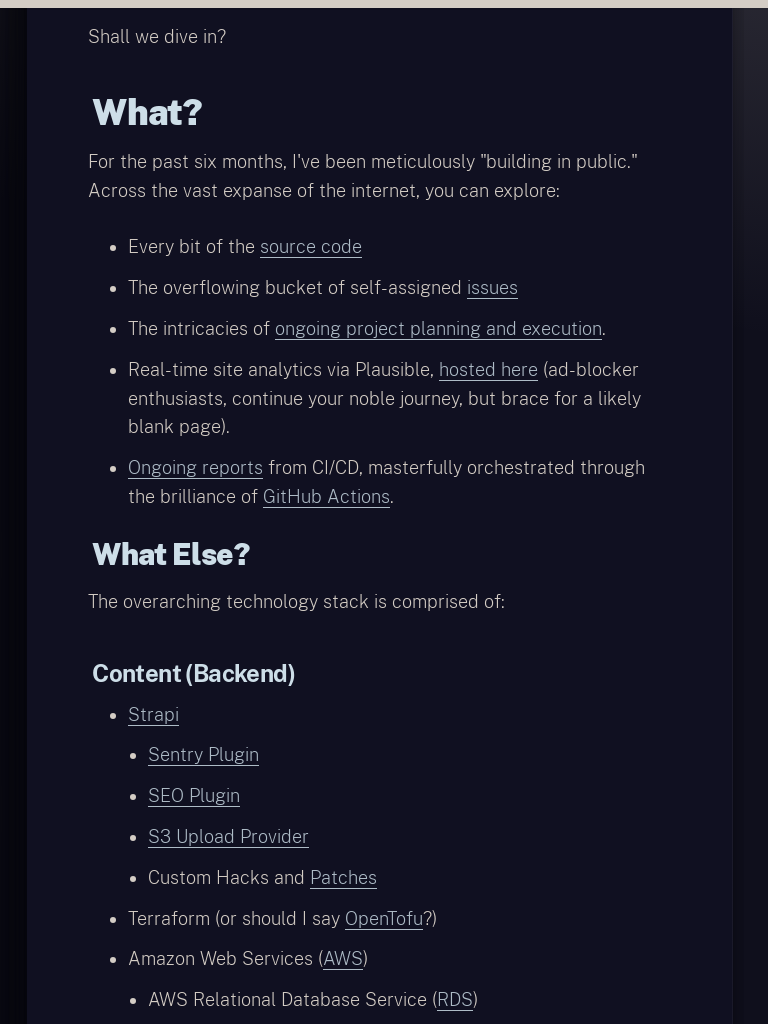 Shall we dive in?
What?
For the past six months, I've been meticulously "building in public."
Across the vast expanse of the internet, you can explore:
Every bit of the source code
The overflowing bucket of self-assigned issues
The intricacies of ongoing project planning and execution.
Real-time site analytics via Plausible, hosted here (ad-blocker
enthusiasts, continue your noble journey, but brace for a likely
blank page).
Ongoing reports from CI/CD, masterfully orchestrated through
the brilliance of GitHub Actions.
What Else?
The overarching technology stack is comprised of:
Content (Backend)
Strapi
Sentry Plugin
SEO Plugin
S3 Upload Provider
Custom Hacks and Patches
Terraform (or should I say OpenTofu?)
Amazon Web Services (AWS)
AWS Relational Database Service (RDS)